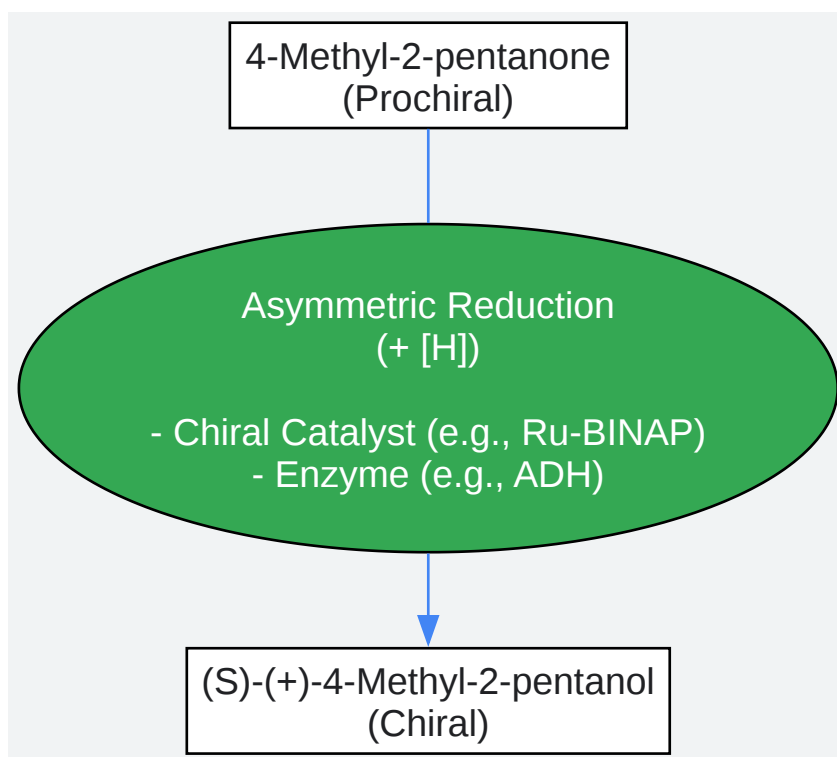 4-Methyl-2-pentanone
(Prochiral)
Asymmetric Reduction
(+ [H])
- Chiral Catalyst (e.g., Ru-BINAP)
- Enzyme (e.g., ADH)
(S)-(+)-4-Methyl-2-pentanol
(Chiral)